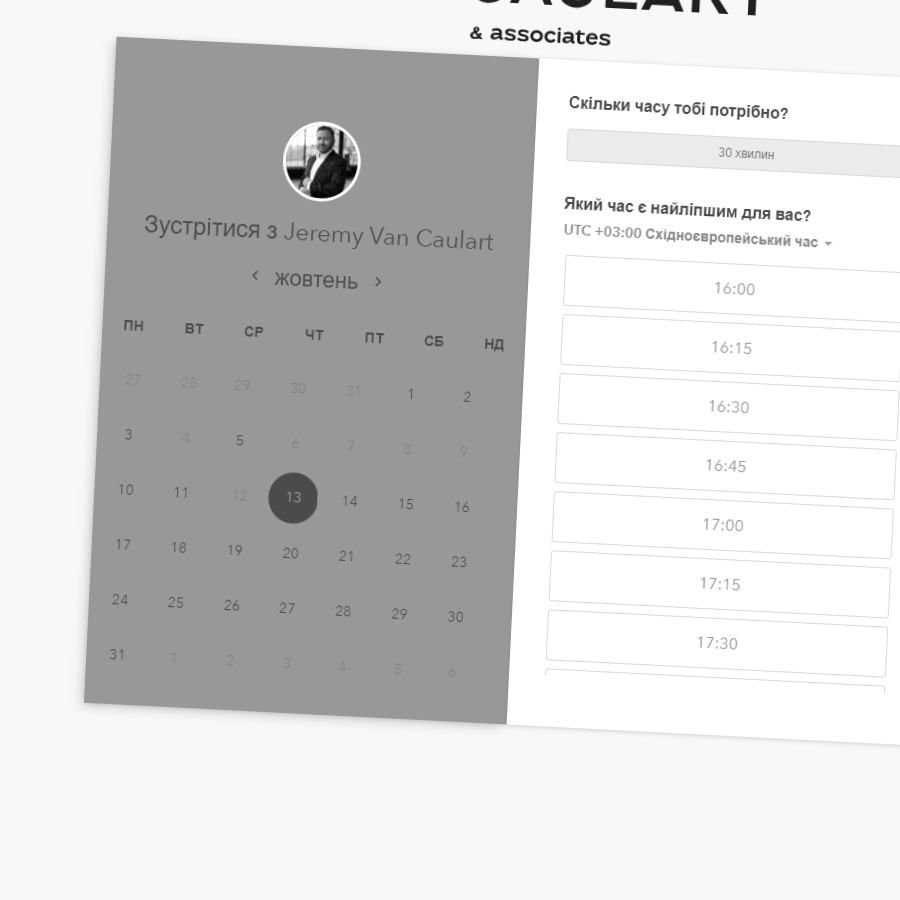 & associates
Зустрітися з Jeremy Van Caulart
жовтень
ПН ВТ СР ЧТ ПТ СБ НД
27 28 29 30 31 1 2
3 4 5 6 7 8 9
10 11 12 13 14 15 16
17 18 19 20 21 22 23
24 25 26 27 28 29 30
31 1 2 3 4 5 6
Скільки часу тобі потрібно?
30 хвилин
Який час є найліпшим для вас?
UTC +03:00 Східноєвропейський час
16:00
16:15
16:30
16:45
17:00
17:15
17:30